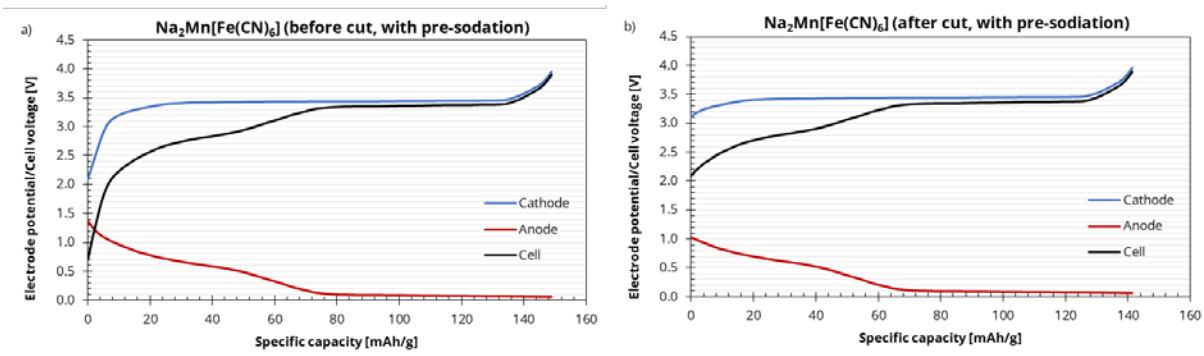 a)
Na₂Mn[Fe(CN)₆] (before cut, with pre-sodation)
Electrode potential/Cell voltage [V]
4.5
4.0
3.5
3.0
2.5
2.0
1.5
1.0
0.5
0.0
Cathode
Anode
Cell
0 20 40 60 80 100 120 140 160
Specific capacity [mAh/g]
b)
Na₂Mn[Fe(CN)₆] (after cut, with pre-sodiation)
Electrode potential/Cell voltage [V]
4.5
4.0
3.5
3.0
2.5
2.0
1.5
1.0
0.5
0.0
Cathode
Anode
Cell
0 20 40 60 80 100 120 140 160
Specific capacity [mAh/g]